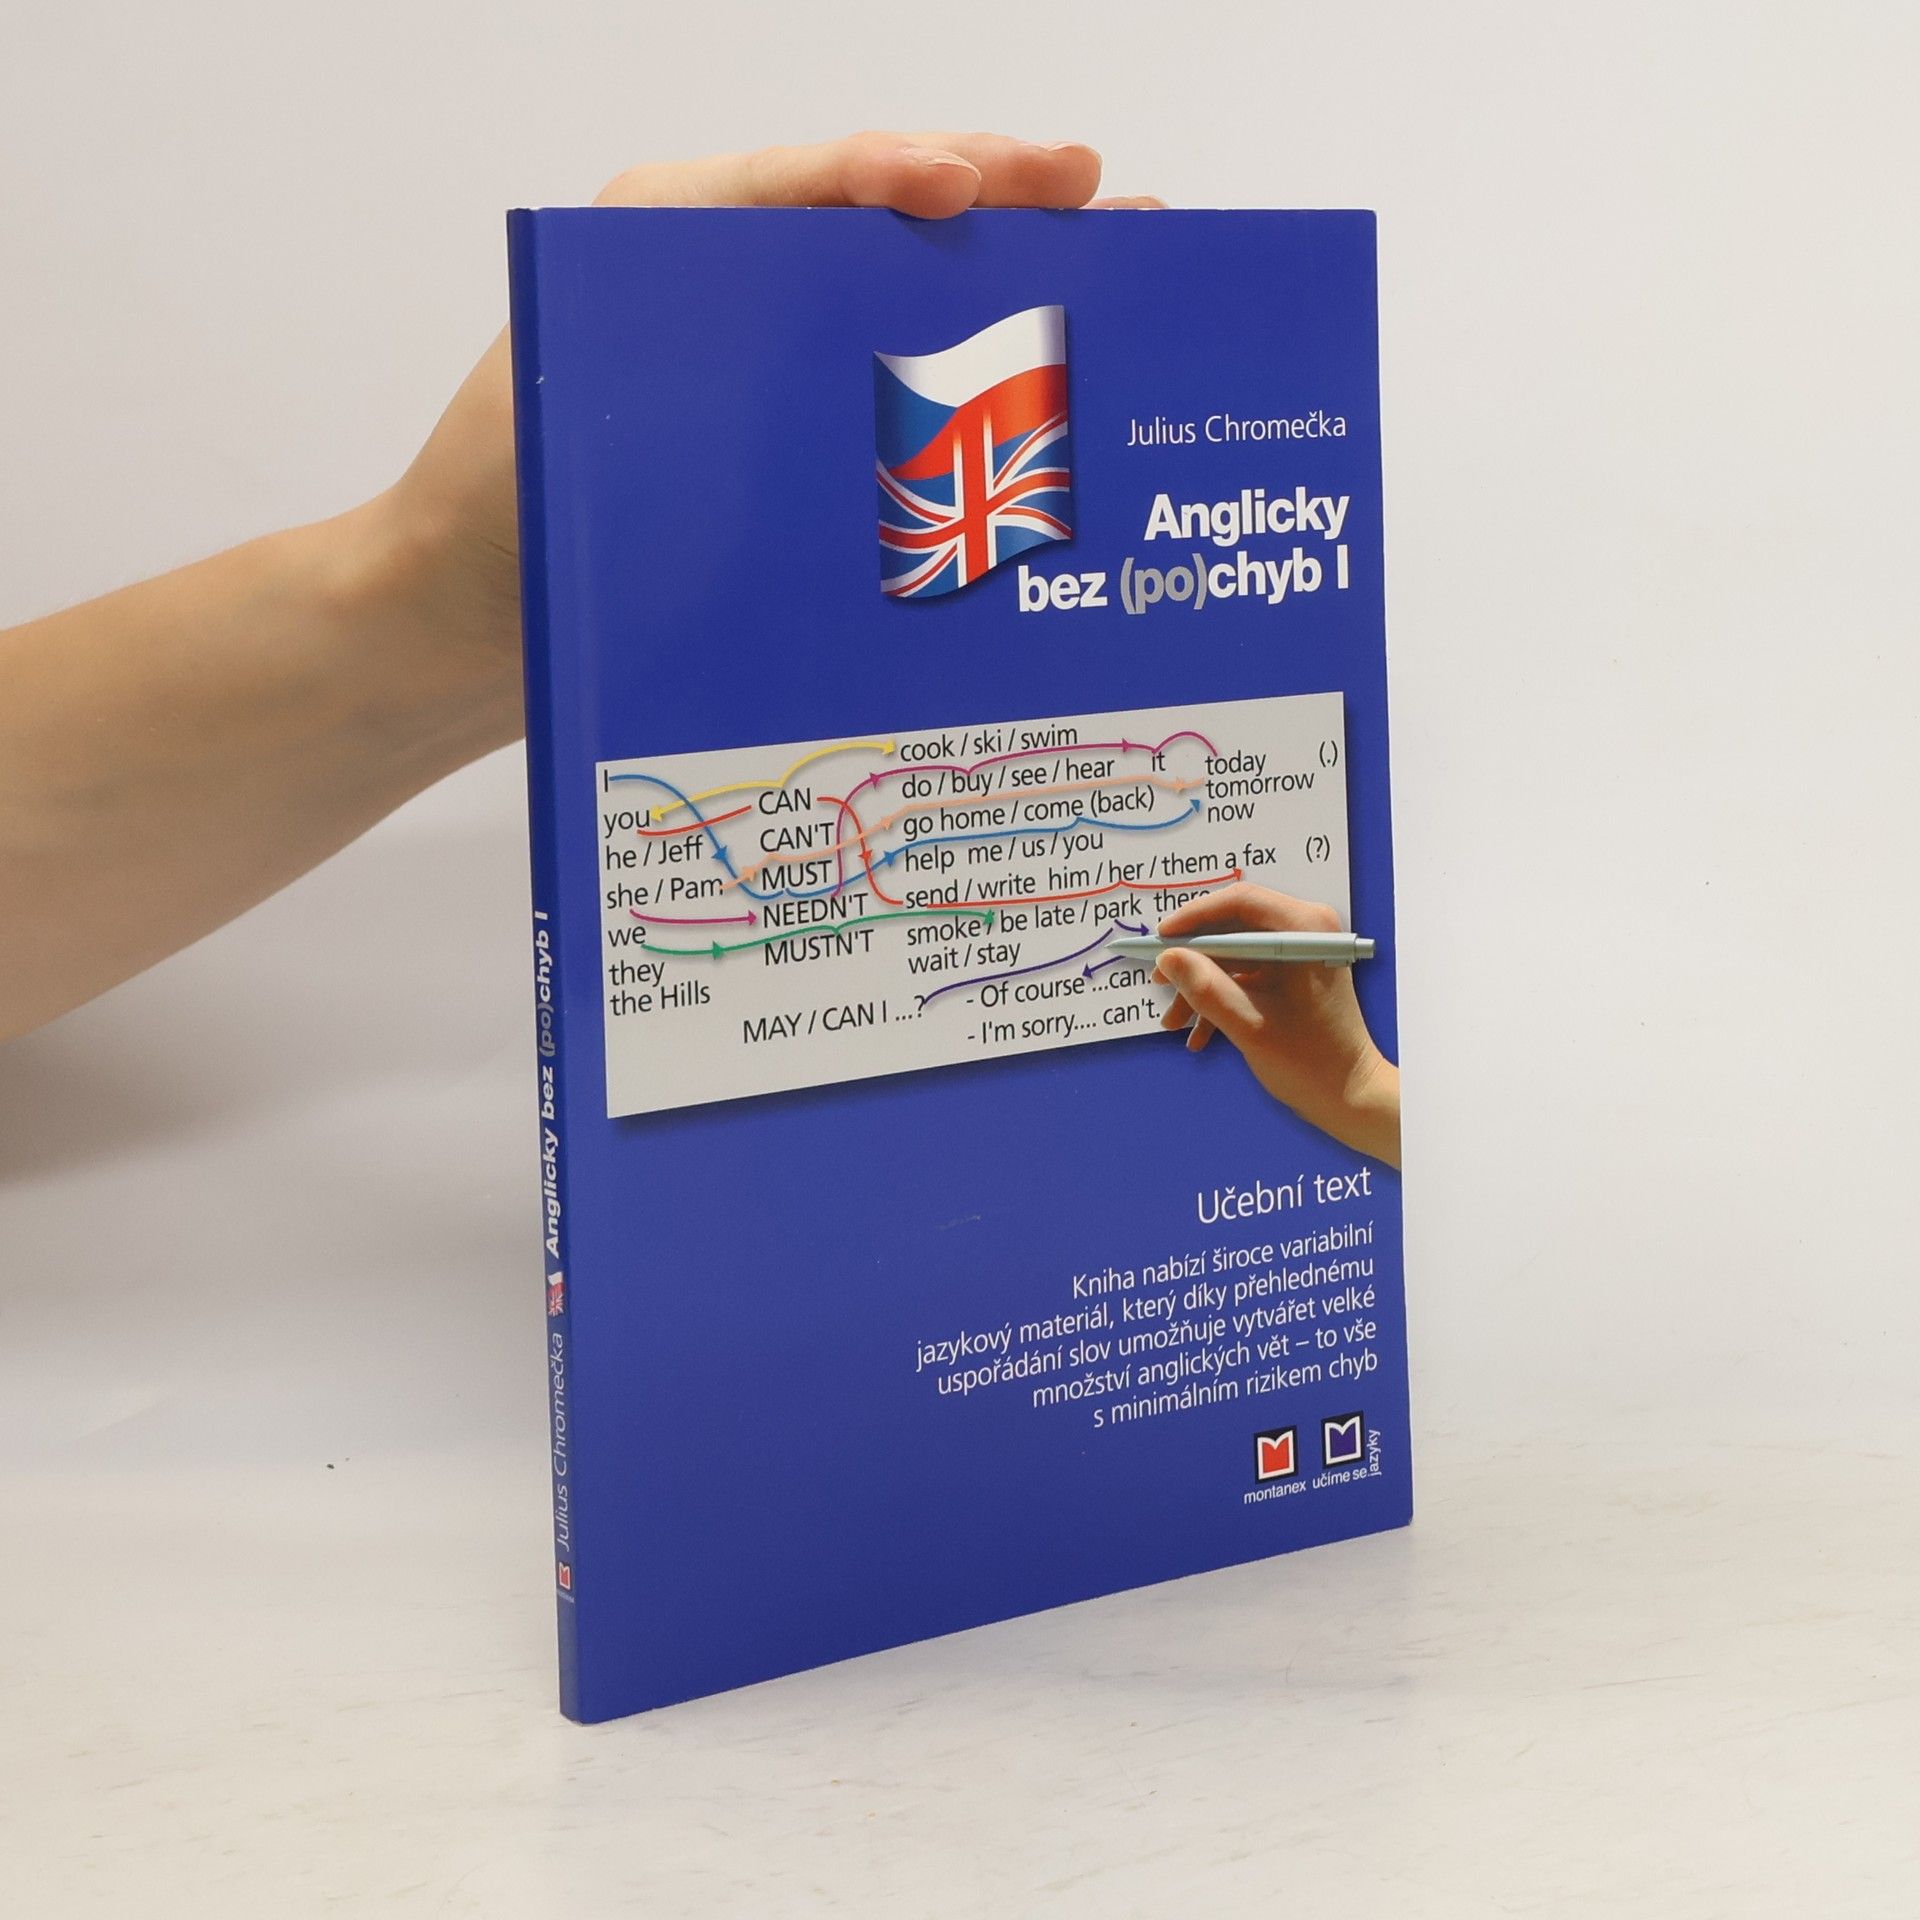 Julius Chromečka
Anglicky
bez (po)chyb I
I
you
he / Jeff
she / Pam
we
they
the Hills
CAN
CAN'T
MUST
NEEDN'T
MUSTN'T
MAY / CAN I ...?
cook / ski / swim
do / buy / see / hear it
go home / come (back)
help me / us / you
send / write him / her / them a fax
smoke / be late / park there
wait / stay
- Of course ...can.
- I'm sorry.... can't.
today
tomorrow
now
(.)
(?)
Učební text
Kniha nabízí široce variabilní
jazykový materiál, který díky přehlednému
uspořádání slov umožňuje vytvářet velké
množství anglických vět – to vše
s minimálním rizikem chyb
montanex
učíme se
jazyky
Julius Chromečka Anglicky bez (po)chyb I